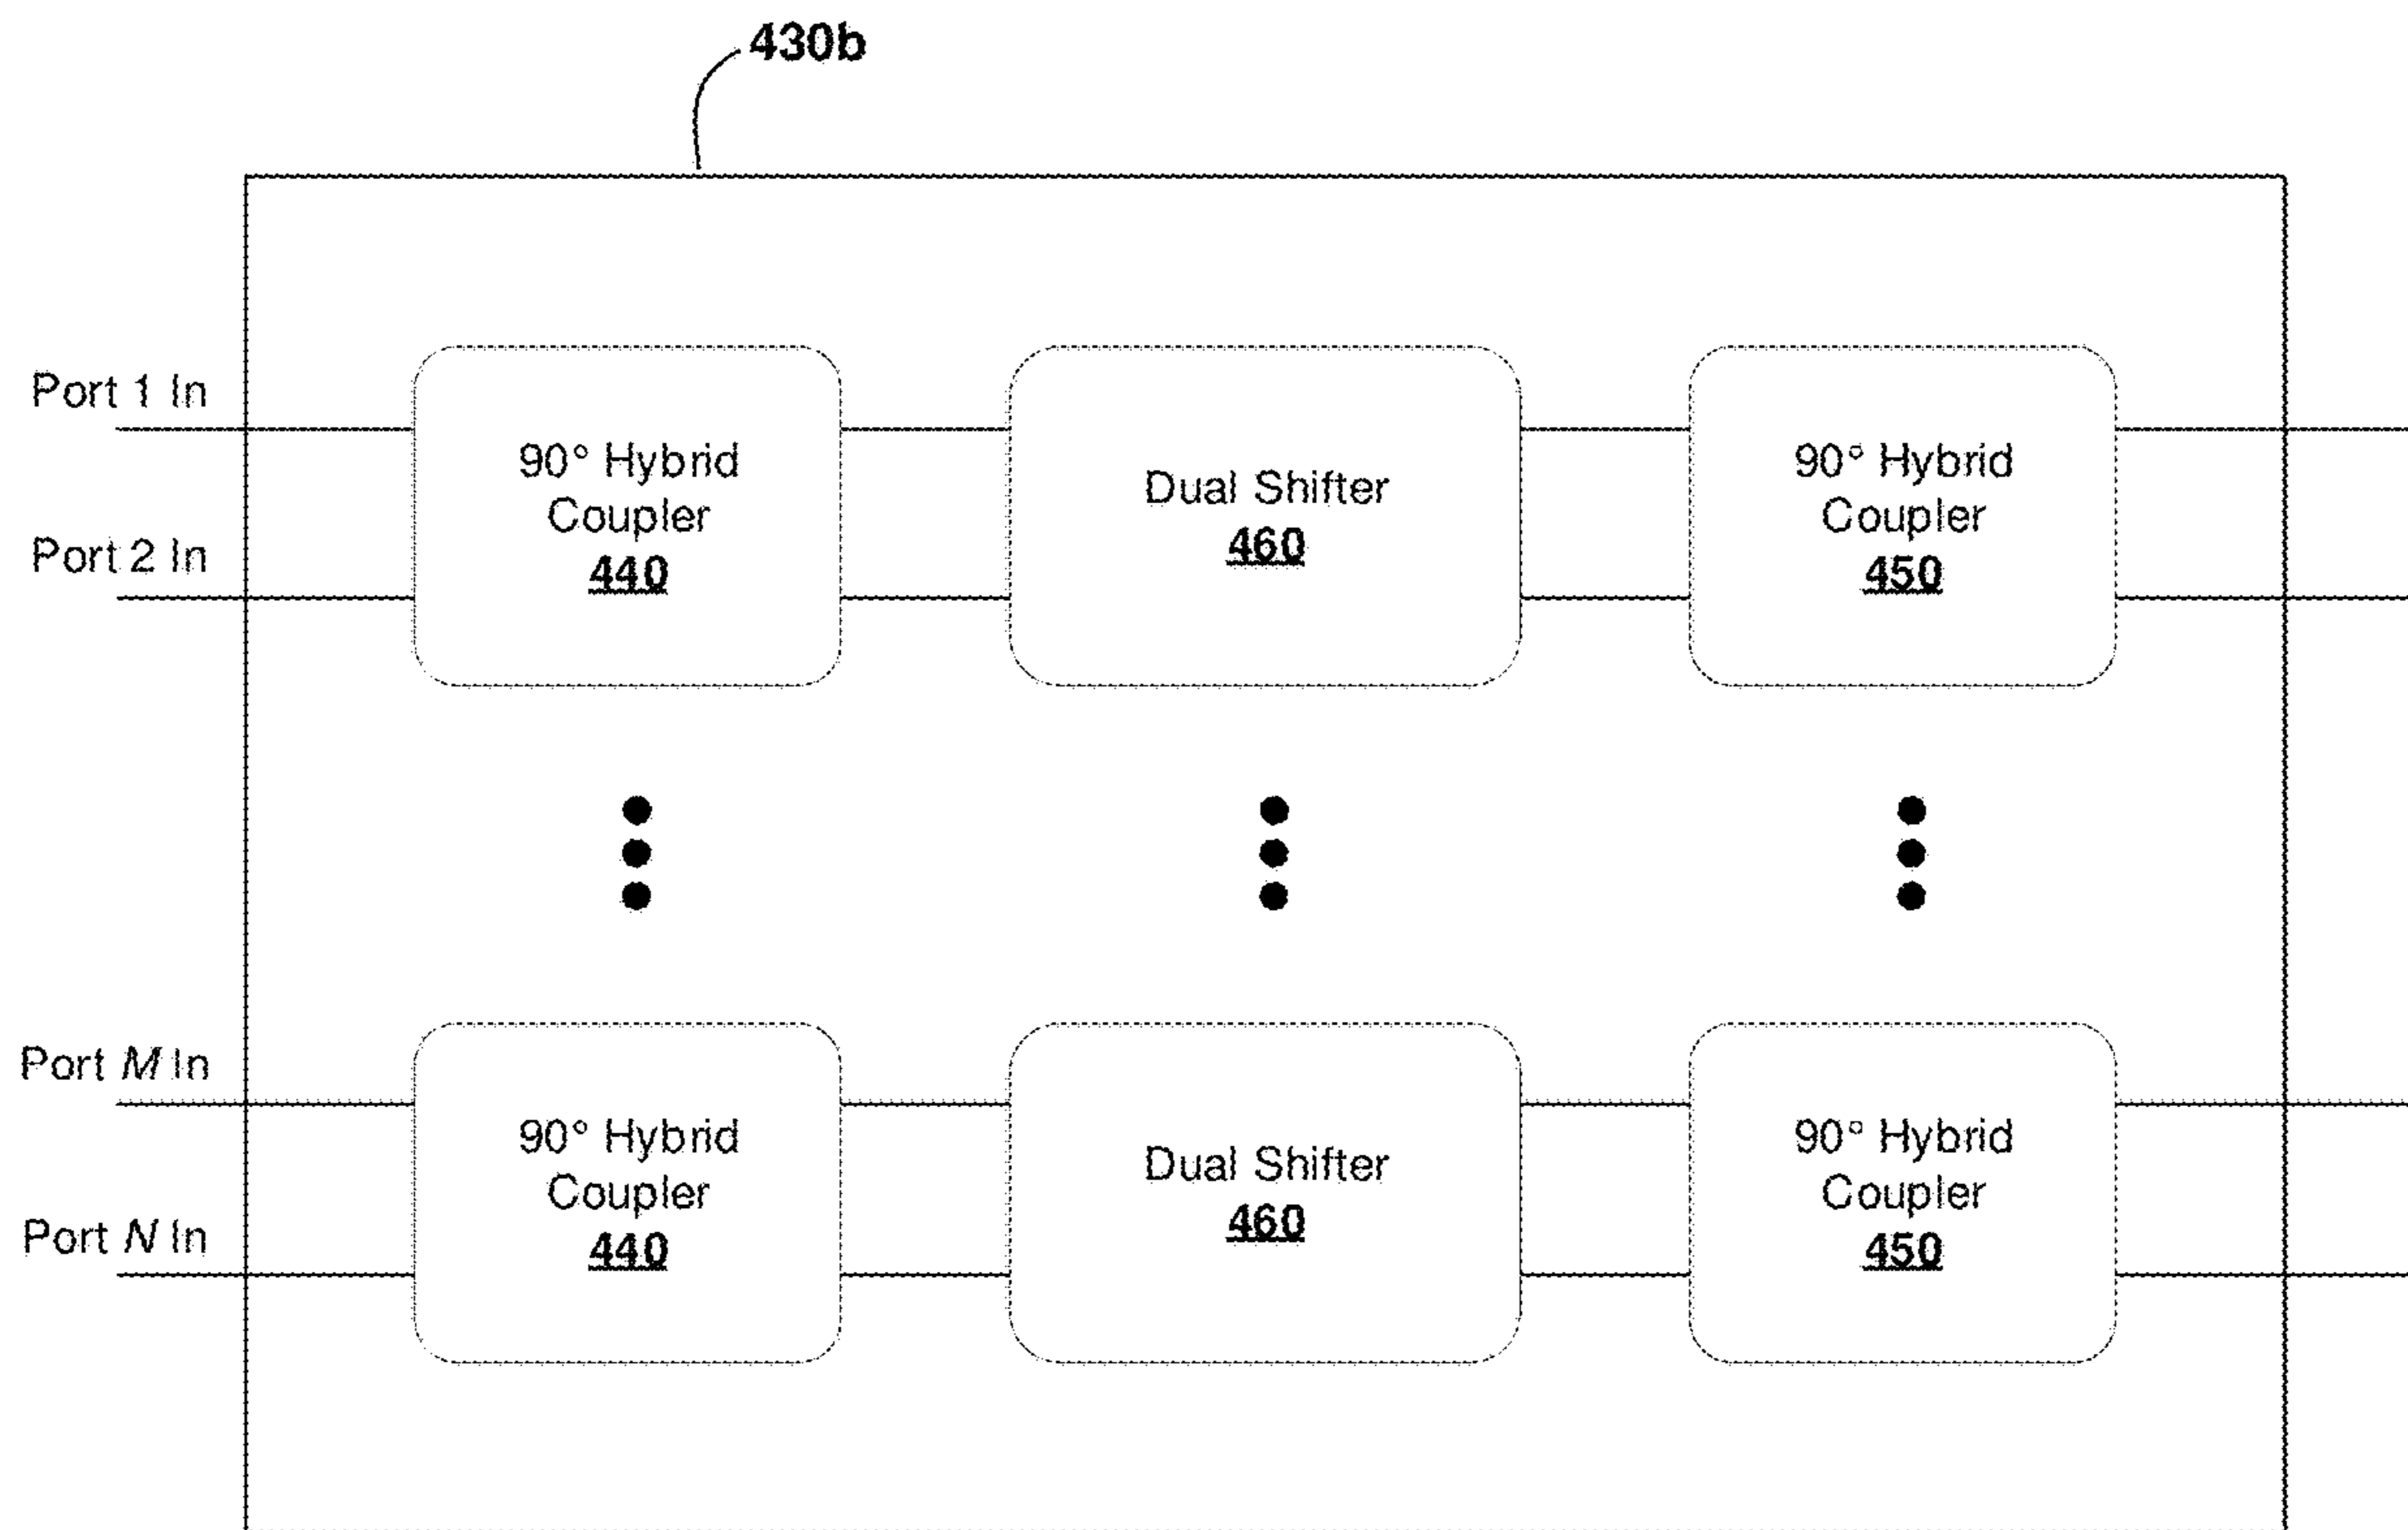 430b
Port 1 In
Port 2 In
90° Hybrid
Coupler
440
Dual Shifter
460
90° Hybrid
Coupler
450
Port M In
Port N In
90° Hybrid
Coupler
440
Dual Shifter
460
90° Hybrid
Coupler
450